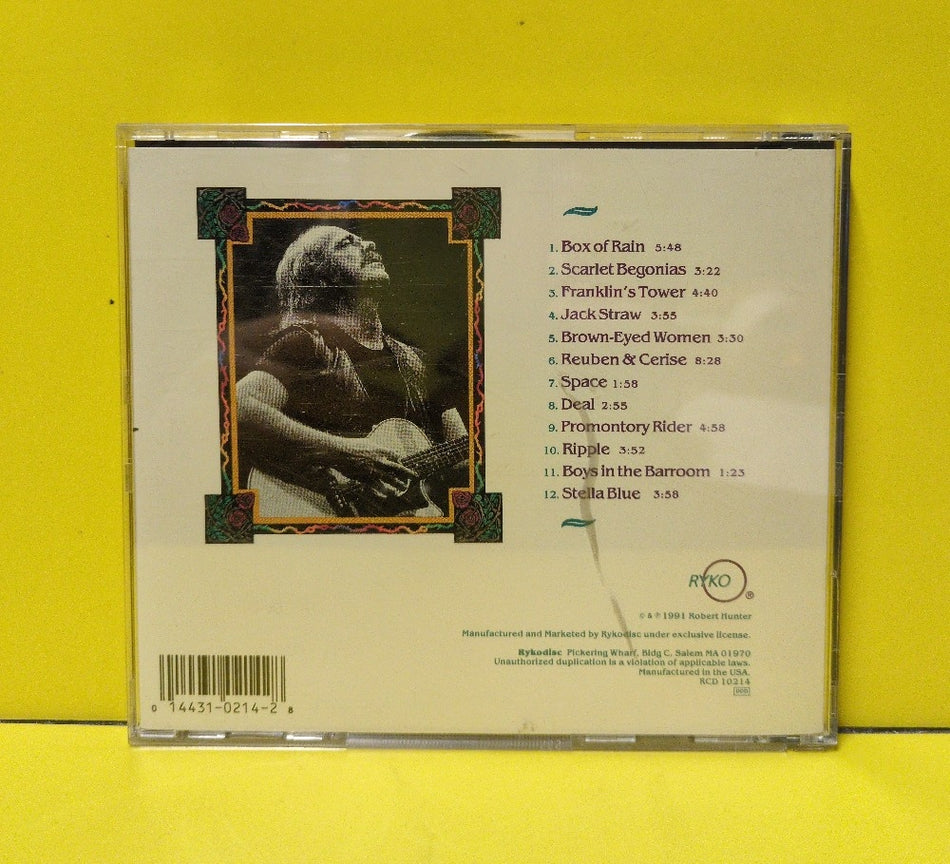 1. Box of Rain 5:48
2. Scarlet Begonias 3:22
3. Franklin's Tower 4:40
4. Jack Straw 3:55
5. Brown-Eyed Women 3:30
6. Reuben & Cerise 8:28
7. Space 1:58
8. Deal 2:55
9. Promontory Rider 4:58
10. Ripple 3:52
11. Boys in the Barroom 1:23
12. Stella Blue 3:58
RYKO ®
© & ℗ 1991 Robert Hunter
Manufactured and Marketed by Rykodisc under exclusive license.
Rykodisc Pickering Wharf, Bldg C, Salem MA 01970
Unauthorized duplication is a violation of applicable laws.
Manufactured in the USA.
RCD 10214
DDD
0 14431-0214-2 8